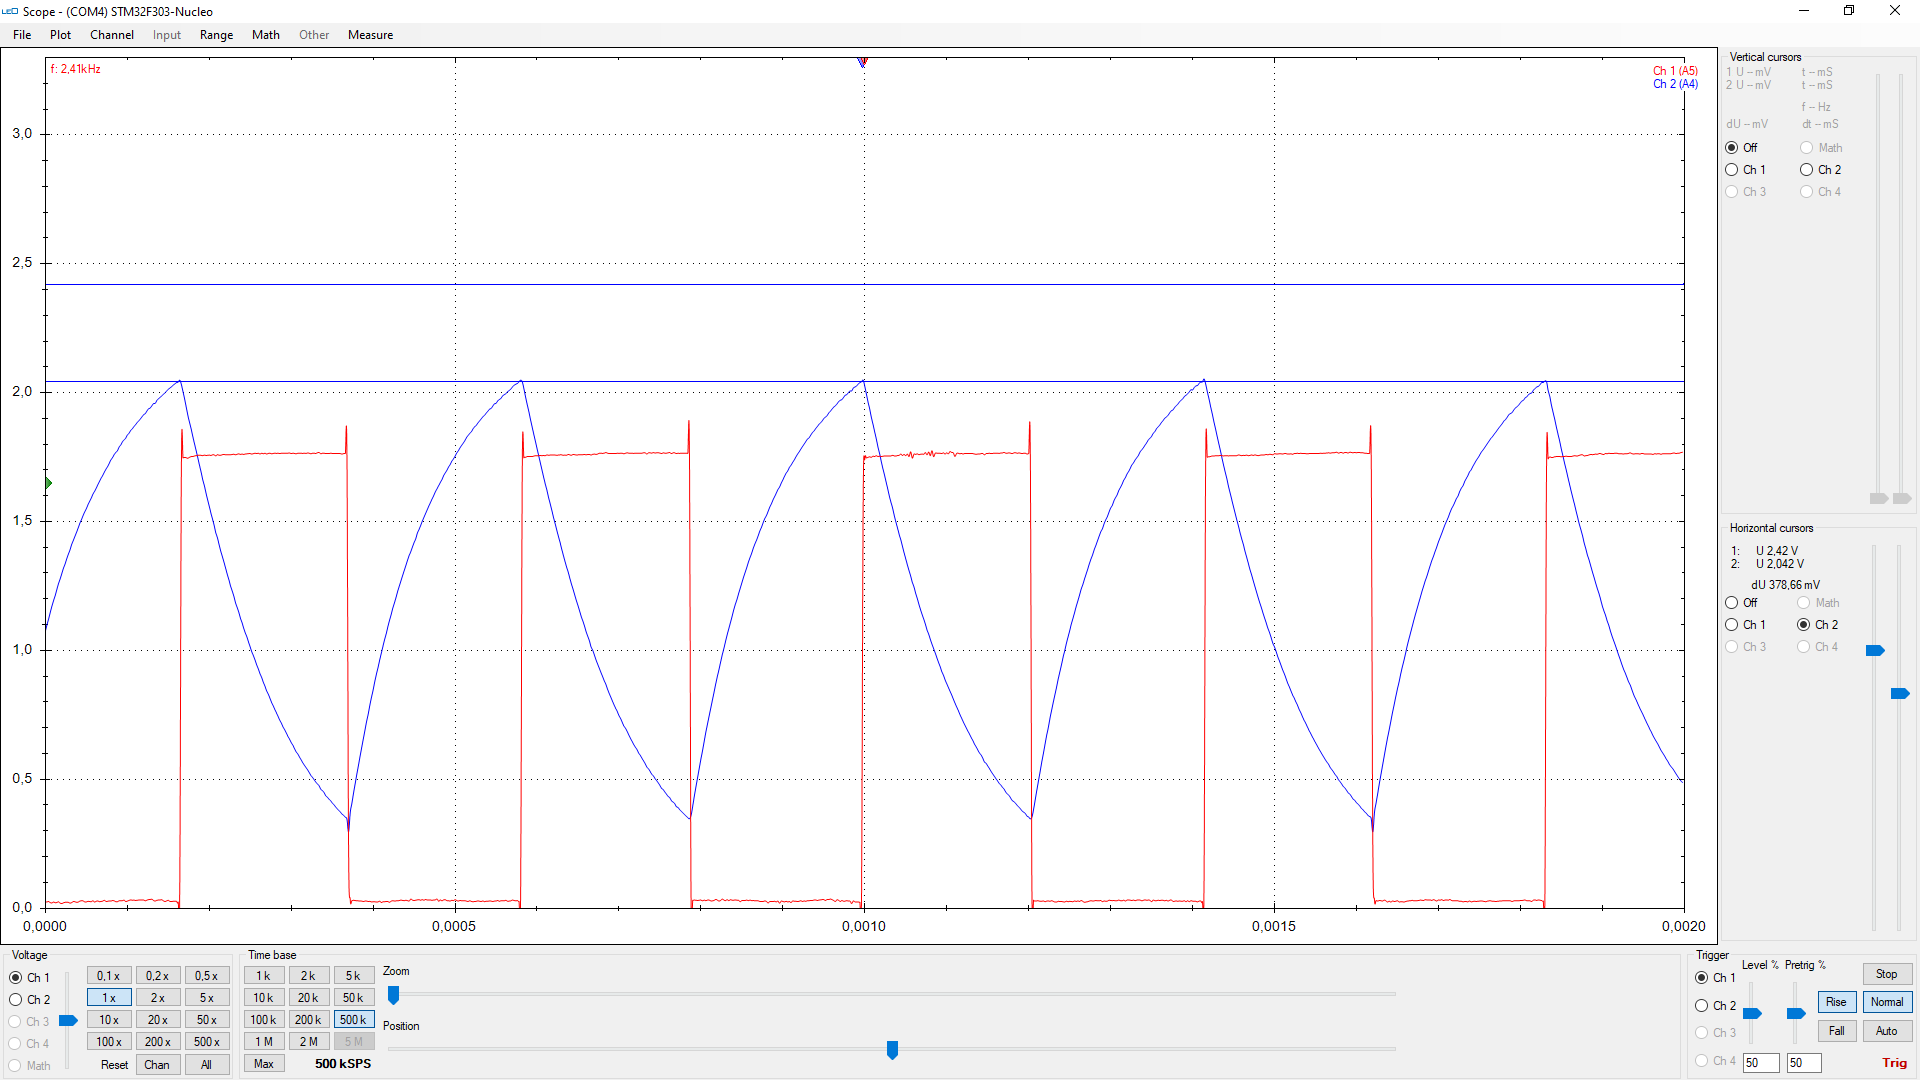 Scope - (COM4) STM32F303-Nucleo
File Plot Channel Input Range Math Other Measure
f: 2,41kHz
Ch 1 (A5)
Ch 2 (A4)
3,0
2,5
2,0
1,5
1,0
0,5
0,0
0,0000 0,0005 0,0010 0,0015 0,0020
Vertical cursors
1 U -- mV t -- mS
2 U -- mV t -- mS
f -- Hz
dU -- mV dt -- mS
Off Math
Ch 1 Ch 2
Ch 3 Ch 4
Horizontal cursors
1: U 2,42 V
2: U 2,042 V
dU 378,66 mV
Off Math
Ch 1 Ch 2
Ch 3 Ch 4
Voltage
Ch 1 0,1 x 0,2 x 0,5 x
Ch 2 1 x 2 x 5 x
Ch 3 10 x 20 x 50 x
Ch 4 100 x 200 x 500 x
Math Reset Chan All
Time base
1 k 2 k 5 k
10 k 20 k 50 k
100 k 200 k 500 k
1 M 2 M 5 M
Max 500 kSPS
Zoom
Position
Trigger
Ch 1 Level % Pretrig % Stop
Ch 2 Rise Normal
Ch 3 Fall Auto
Ch 4 50 50 Trig